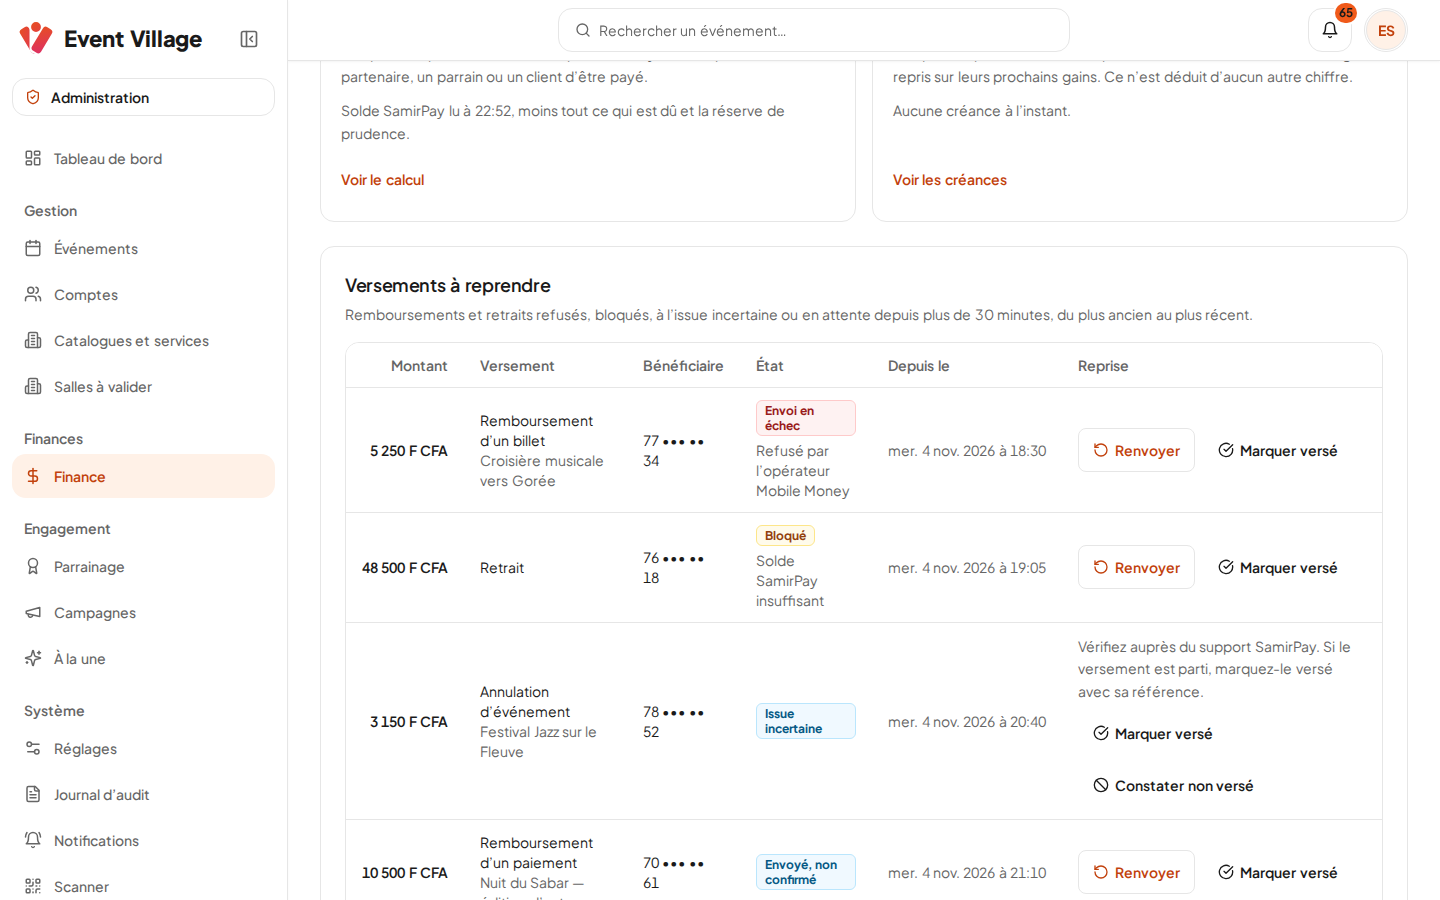 Event Village
Rechercher un événement…
65
ES
Administration
Tableau de bord
Gestion
Événements
Comptes
Catalogues et services
Salles à valider
Finances
Finance
Engagement
Parrainage
Campagnes
À la une
Système
Réglages
Journal d’audit
Notifications
Scanner
partenaire, un parrain ou un client d’être payé.
Solde SamirPay lu à 22:52, moins tout ce qui est dû et la réserve de
prudence.
Voir le calcul
repris sur leurs prochains gains. Ce n’est déduit d’aucun autre chiffre.
Aucune créance à l’instant.
Voir les créances
Versements à reprendre
Remboursements et retraits refusés, bloqués, à l’issue incertaine ou en attente depuis plus de 30 minutes, du plus ancien au plus récent.
Montant Versement Bénéficiaire État Depuis le Reprise
5 250 F CFA
Remboursement
d’un billet
Croisière musicale
vers Gorée
77 ••• ••
34
Envoi en
échec
Refusé par
l’opérateur
Mobile Money
mer. 4 nov. 2026 à 18:30
Renvoyer
Marquer versé
48 500 F CFA
Retrait
76 ••• ••
18
Bloqué
Solde
SamirPay
insuffisant
mer. 4 nov. 2026 à 19:05
Renvoyer
Marquer versé
3 150 F CFA
Annulation
d’événement
Festival Jazz sur le
Fleuve
78 ••• ••
52
Issue
incertaine
mer. 4 nov. 2026 à 20:40
Vérifiez auprès du support SamirPay. Si le
versement est parti, marquez-le versé
avec sa référence.
Marquer versé
Constater non versé
10 500 F CFA
Remboursement
d’un paiement
Nuit du Sabar —
70 ••• ••
61
Envoyé, non
confirmé
mer. 4 nov. 2026 à 21:10
Renvoyer
Marquer versé